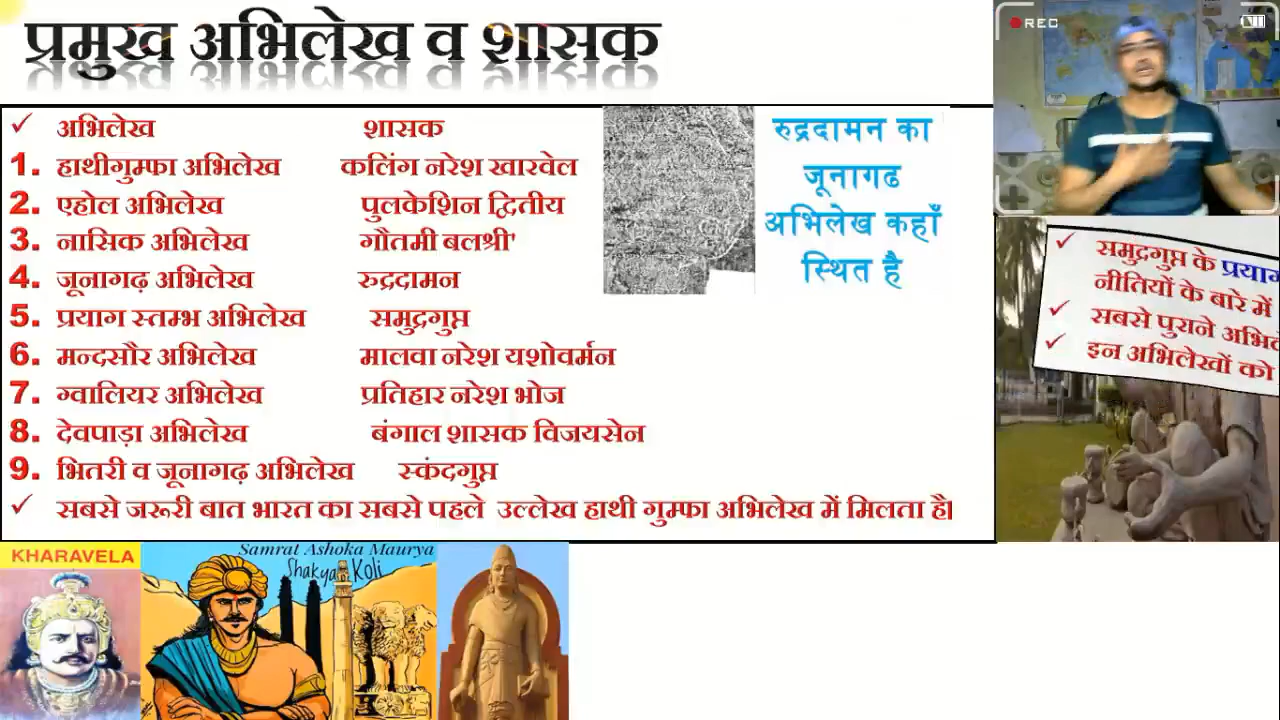 प्रमुख अभिलेख व शासक
REC
✓ अभिलेख शासक
1. हाथीगुम्फा अभिलेख कलिंग नरेश खारवेल
2. एहोल अभिलेख पुलकेशिन द्वितीय
3. नासिक अभिलेख गौतमी बलश्री'
4. जूनागढ़ अभिलेख रुद्रदामन
5. प्रयाग स्तम्भ अभिलेख समुद्रगुप्त
6. मन्दसौर अभिलेख मालवा नरेश यशोवर्मन
7. ग्वालियर अभिलेख प्रतिहार नरेश भोज
8. देवपाड़ा अभिलेख बंगाल शासक विजयसेन
9. भितरी व जूनागढ़ अभिलेख स्कंदगुप्त
✓ सबसे जरूरी बात भारत का सबसे पहले उल्लेख हाथी गुम्फा अभिलेख में मिलता है।
रुद्रदामन का
जूनागढ
अभिलेख कहाँ
स्थित है
✓ समुद्रगुप्त के
नीतियों के बारे में
✓ सबसे पुराने
✓ इन अभिलेखों को
KHARAVELA
Samrat Ashoka Maurya
Shakya Koli